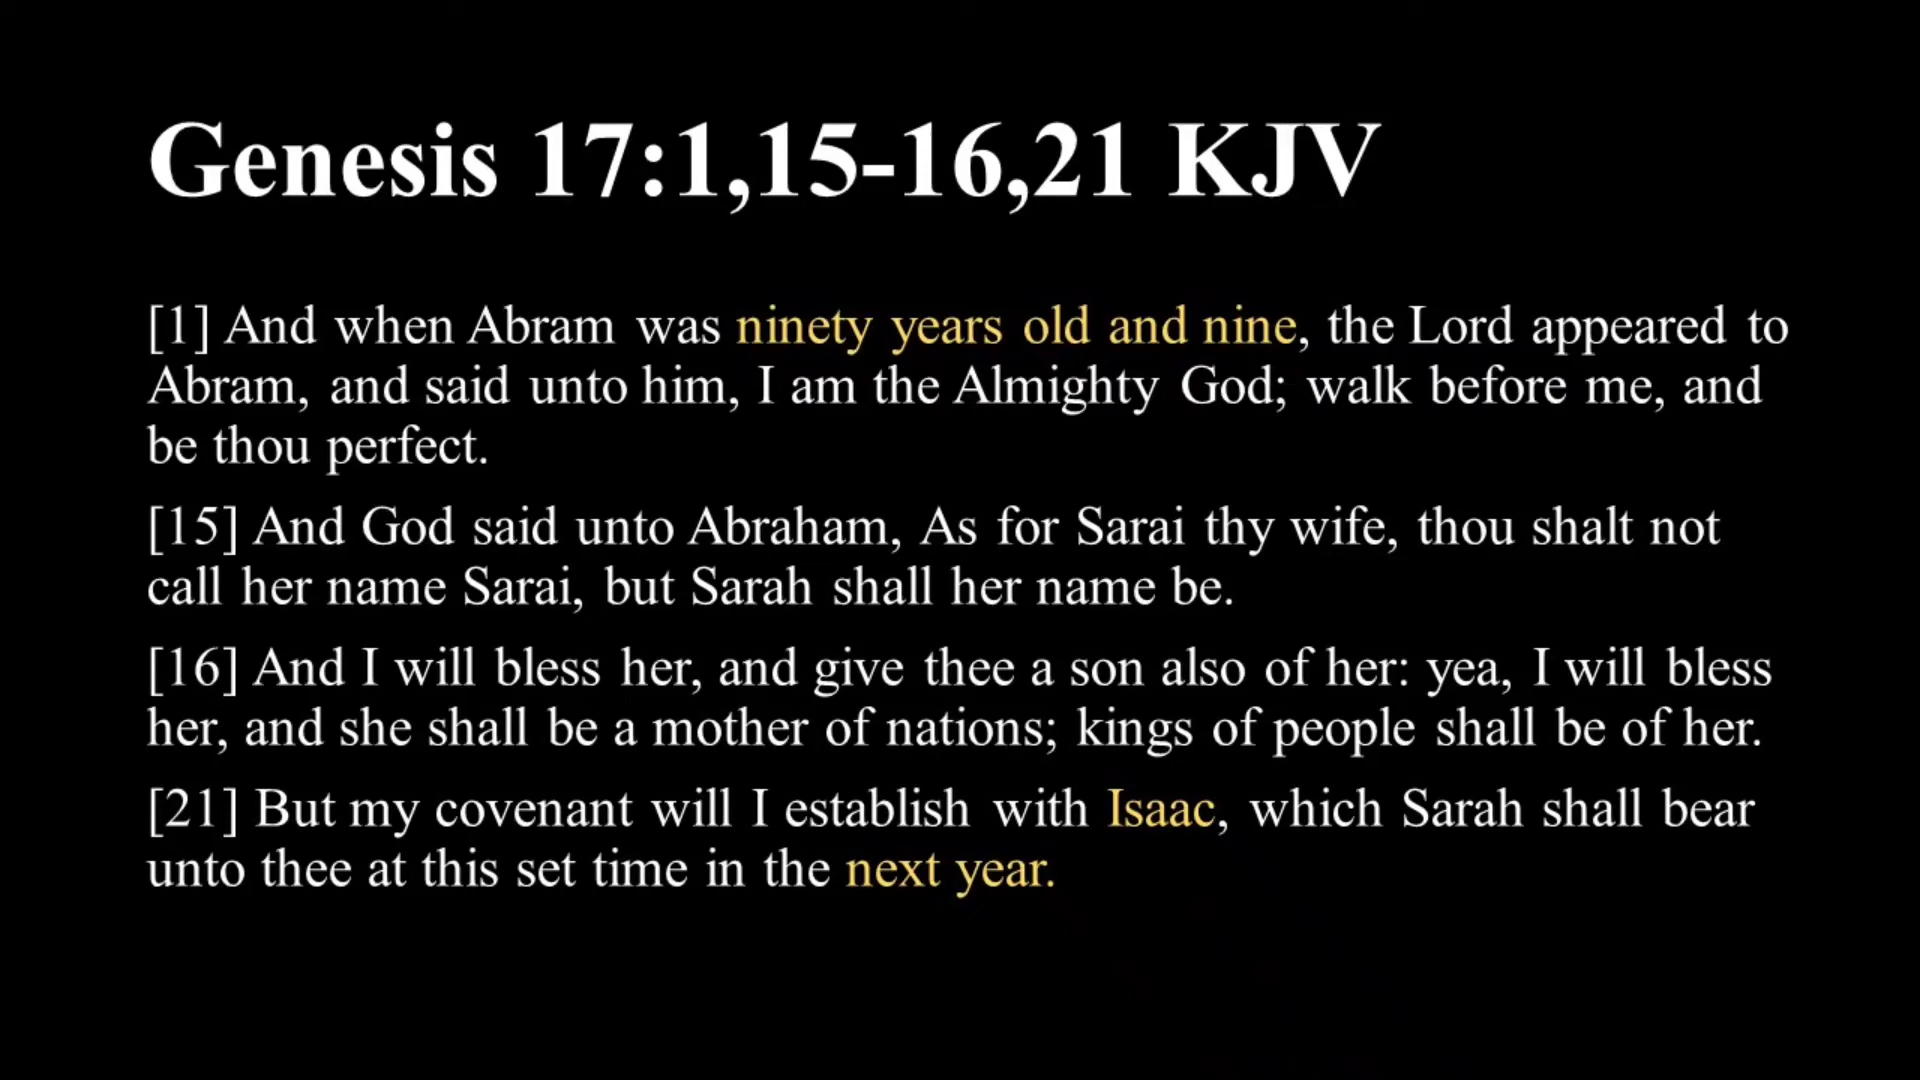 Genesis 17:1,15-16,21 KJV
[1] And when Abram was ninety years old and nine, the Lord appeared to
Abram, and said unto him, I am the Almighty God; walk before me, and
be thou perfect.
[15] And God said unto Abraham, As for Sarai thy wife, thou shalt not
call her name Sarai, but Sarah shall her name be.
[16] And I will bless her, and give thee a son also of her: yea, I will bless
her, and she shall be a mother of nations; kings of people shall be of her.
[21] But my covenant will I establish with Isaac, which Sarah shall bear
unto thee at this set time in the next year.